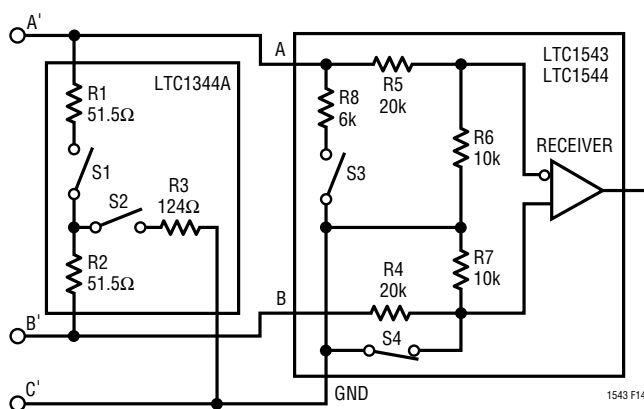 A'
A
LTC1344A
R1
51.5Ω
S1
S2
R3
124Ω
R2
51.5Ω
B'
B
C'
GND
LTC1543
LTC1544
R8
6k
R5
20k
S3
R6
10k
RECEIVER
R7
10k
R4
20k
S4
1543 F14